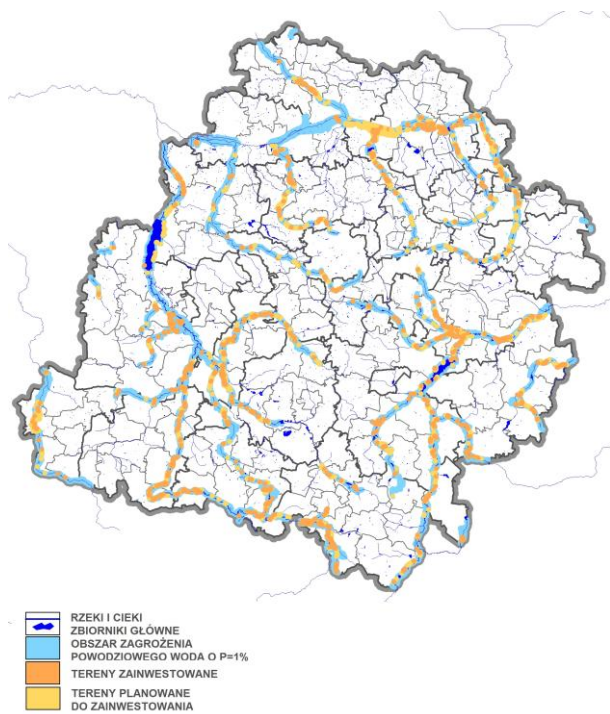 RZEKI I CIEKI
ZBIORNIKI GŁÓWNE
OBSZAR ZAGROŻENIA
POWODZIOWEGO WODA O P=1%
TERENY ZAINWESTOWANE
TERENY PLANOWANE
DO ZAINWESTOWANIA